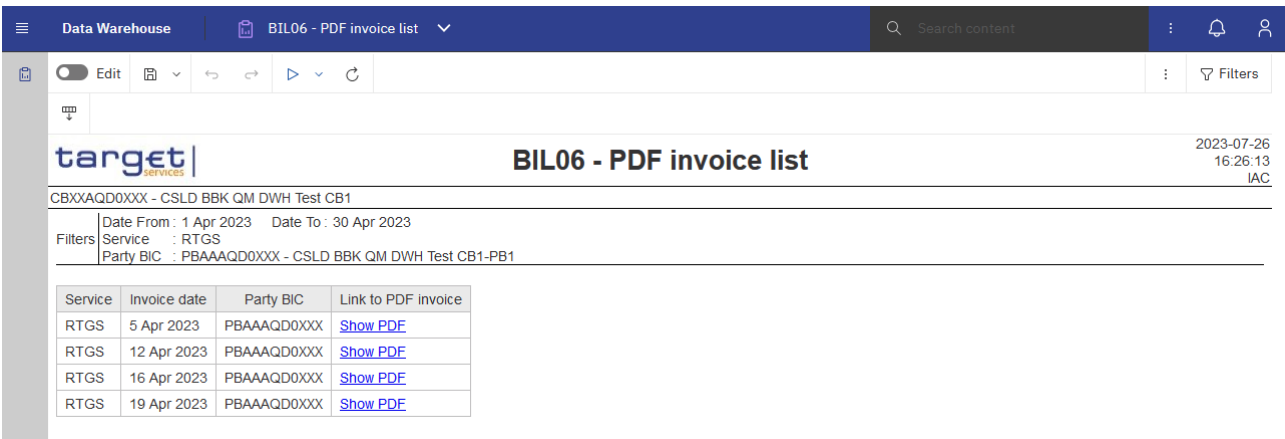 Data Warehouse BIL06 - PDF invoice list Search content
Edit Filters
target services
BIL06 - PDF invoice list
2023-07-26
16:26:13
IAC
CBXXAQD0XXX - CSLD BBK QM DWH Test CB1
Filters
Date From : 1 Apr 2023 Date To : 30 Apr 2023
Service : RTGS
Party BIC : PBAAAQD0XXX - CSLD BBK QM DWH Test CB1-PB1
Service Invoice date Party BIC Link to PDF invoice
RTGS 5 Apr 2023 PBAAAQD0XXX Show PDF
RTGS 12 Apr 2023 PBAAAQD0XXX Show PDF
RTGS 16 Apr 2023 PBAAAQD0XXX Show PDF
RTGS 19 Apr 2023 PBAAAQD0XXX Show PDF